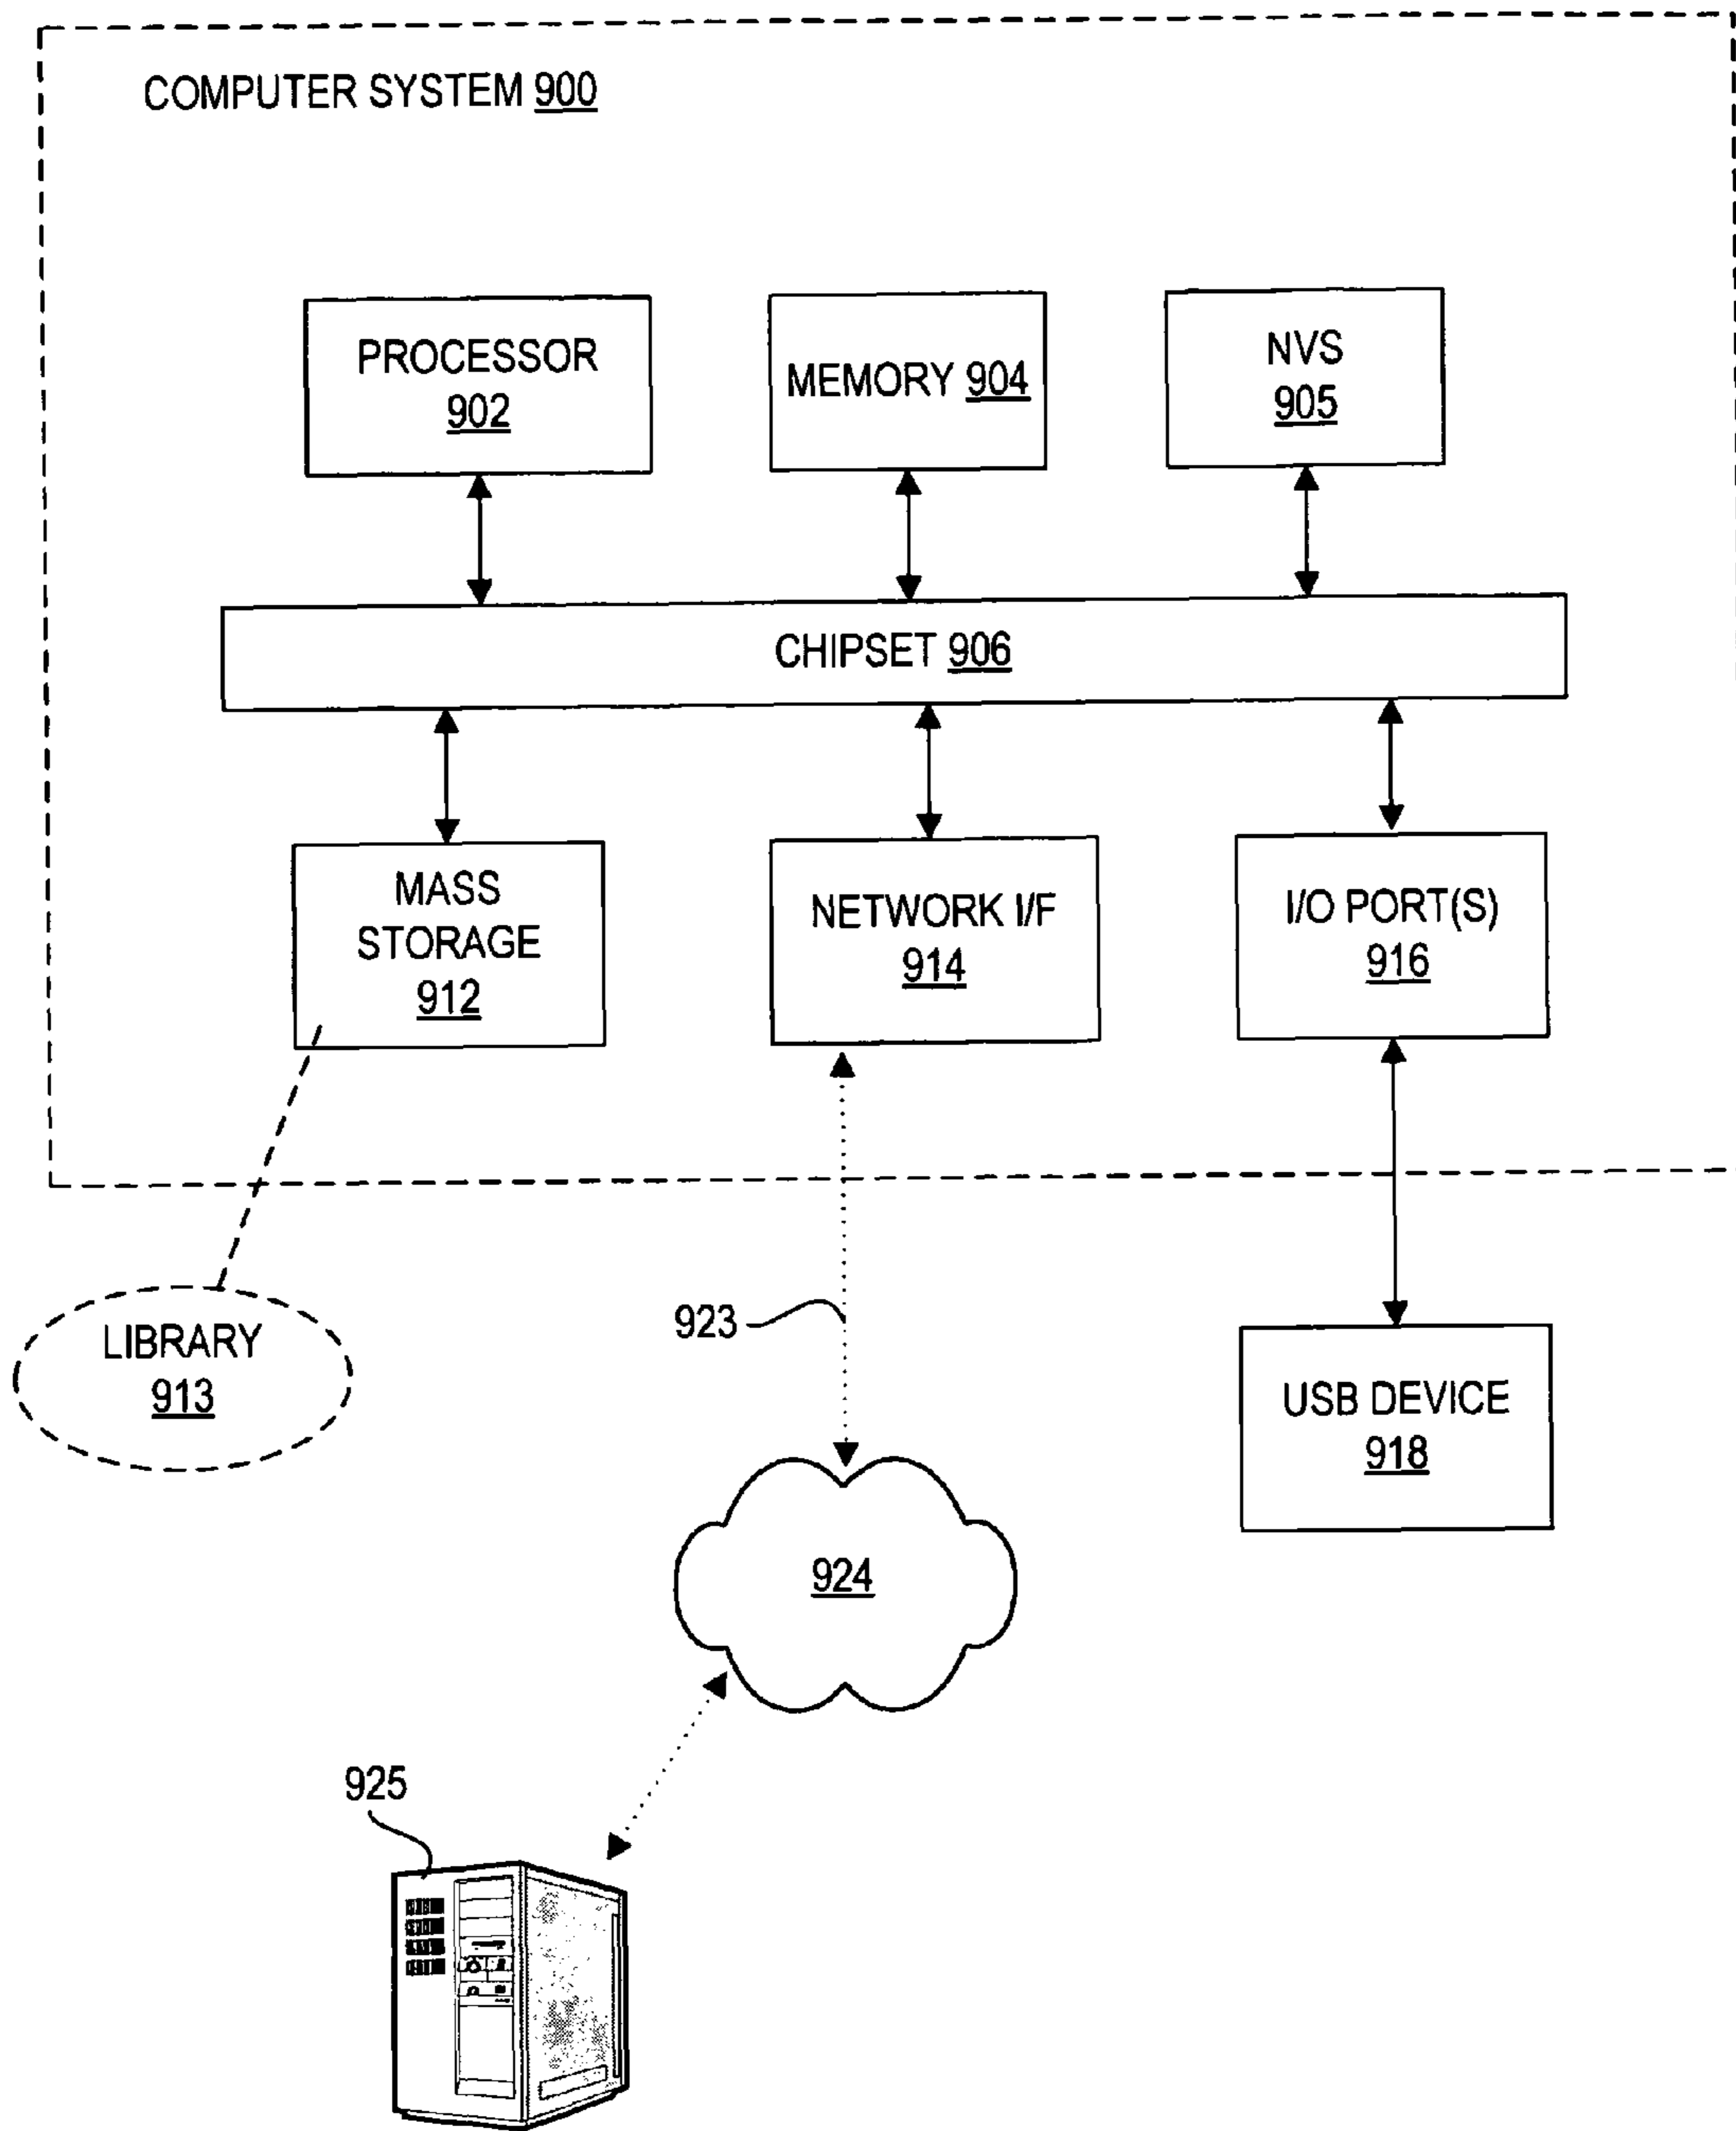 COMPUTER SYSTEM 900
PROCESSOR
902
MEMORY 904
NVS
905
CHIPSET 906
MASS
STORAGE
912
NETWORK I/F
914
I/O PORT(S)
916
LIBRARY
913
923
USB DEVICE
918
924
925